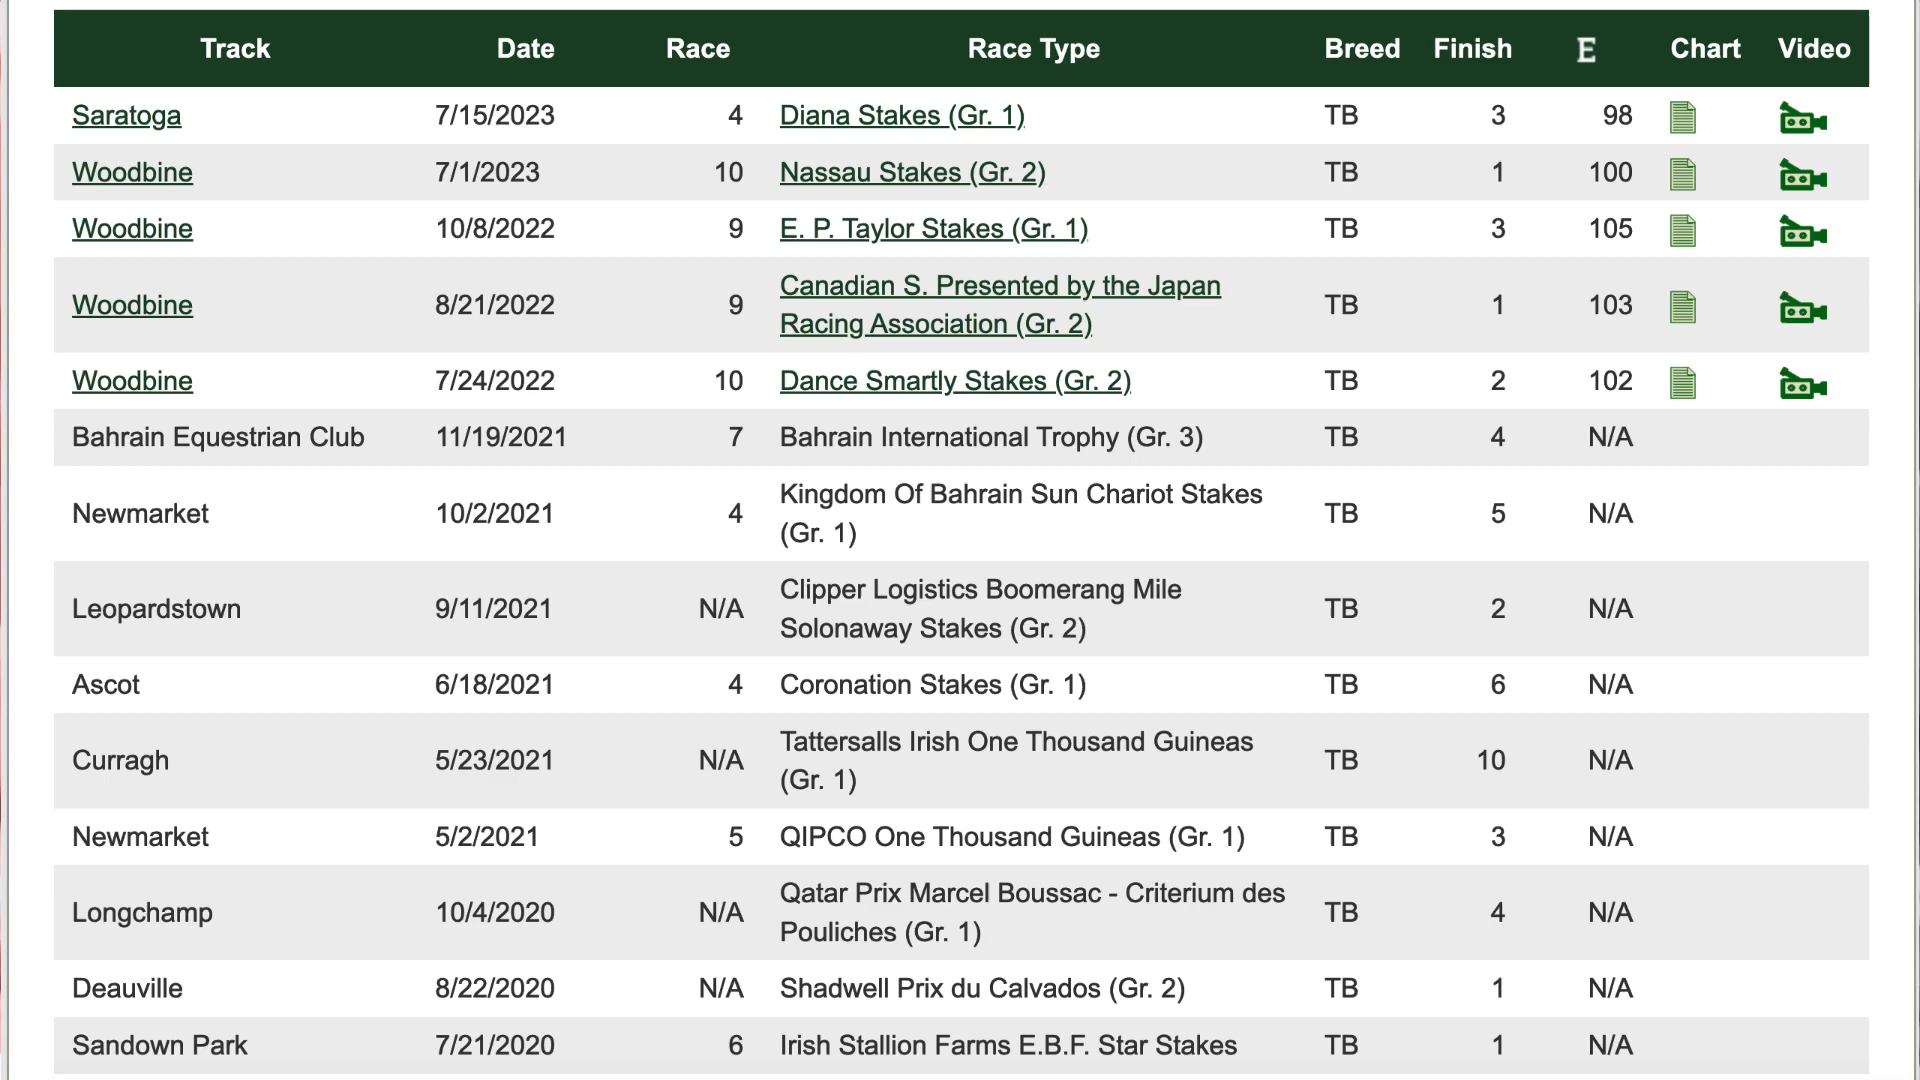 Track Date Race Race Type Breed Finish E Chart Video
Saratoga 7/15/2023 4 Diana Stakes (Gr. 1) TB 3 98
Woodbine 7/1/2023 10 Nassau Stakes (Gr. 2) TB 1 100
Woodbine 10/8/2022 9 E. P. Taylor Stakes (Gr. 1) TB 3 105
Woodbine 8/21/2022 9 Canadian S. Presented by the Japan
Racing Association (Gr. 2) TB 1 103
Woodbine 7/24/2022 10 Dance Smartly Stakes (Gr. 2) TB 2 102
Bahrain Equestrian Club 11/19/2021 7 Bahrain International Trophy (Gr. 3) TB 4 N/A
Newmarket 10/2/2021 4 Kingdom Of Bahrain Sun Chariot Stakes
(Gr. 1) TB 5 N/A
Leopardstown 9/11/2021 N/A Clipper Logistics Boomerang Mile
Solonaway Stakes (Gr. 2) TB 2 N/A
Ascot 6/18/2021 4 Coronation Stakes (Gr. 1) TB 6 N/A
Curragh 5/23/2021 N/A Tattersalls Irish One Thousand Guineas
(Gr. 1) TB 10 N/A
Newmarket 5/2/2021 5 QIPCO One Thousand Guineas (Gr. 1) TB 3 N/A
Longchamp 10/4/2020 N/A Qatar Prix Marcel Boussac - Criterium des
Pouliches (Gr. 1) TB 4 N/A
Deauville 8/22/2020 N/A Shadwell Prix du Calvados (Gr. 2) TB 1 N/A
Sandown Park 7/21/2020 6 Irish Stallion Farms E.B.F. Star Stakes TB 1 N/A